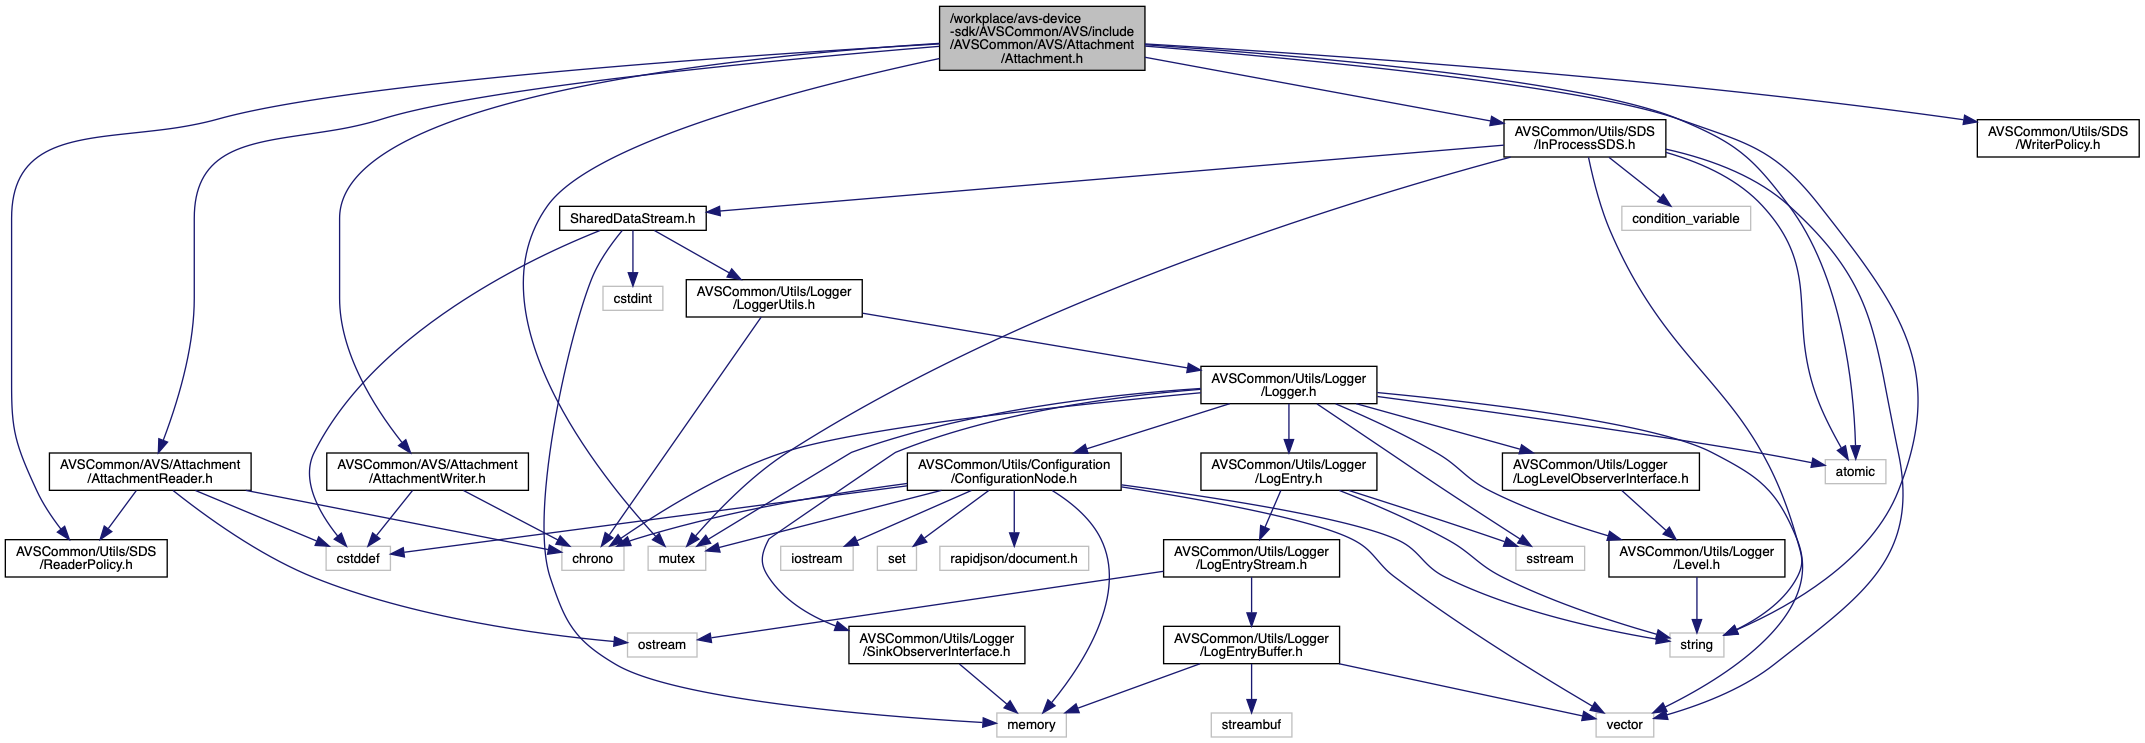 /workplace/avs-device
-sdk/AVSCommon/AVS/include
/AVSCommon/AVS/Attachment
/Attachment.h
AVSCommon/Utils/SDS
/InProcessSDS.h
AVSCommon/Utils/SDS
/WriterPolicy.h
SharedDataStream.h
condition_variable
cstdint
AVSCommon/Utils/Logger
/LoggerUtils.h
AVSCommon/Utils/Logger
/Logger.h
AVSCommon/AVS/Attachment
/AttachmentReader.h
AVSCommon/AVS/Attachment
/AttachmentWriter.h
AVSCommon/Utils/Configuration
/ConfigurationNode.h
AVSCommon/Utils/Logger
/LogEntry.h
AVSCommon/Utils/Logger
/LogLevelObserverInterface.h
atomic
AVSCommon/Utils/SDS
/ReaderPolicy.h
cstddef
chrono
mutex
iostream
set
rapidjson/document.h
AVSCommon/Utils/Logger
/LogEntryStream.h
sstream
AVSCommon/Utils/Logger
/Level.h
ostream
AVSCommon/Utils/Logger
/SinkObserverInterface.h
AVSCommon/Utils/Logger
/LogEntryBuffer.h
string
memory
streambuf
vector